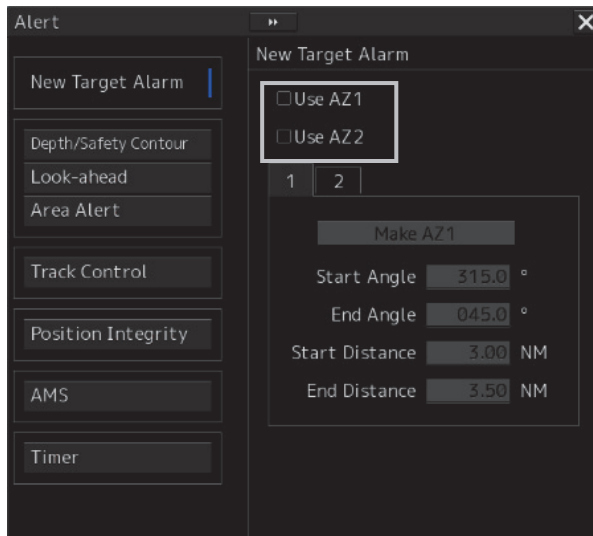 Alert
New Target Alarm
Depth/Safety Contour
Look-ahead
Area Alert
Track Control
Position Integrity
AMS
Timer
New Target Alarm
Use AZ1
Use AZ2
1 2
Make AZ1
Start Angle 315.0 °
End Angle 045.0 °
Start Distance 3.00 NM
End Distance 3.50 NM